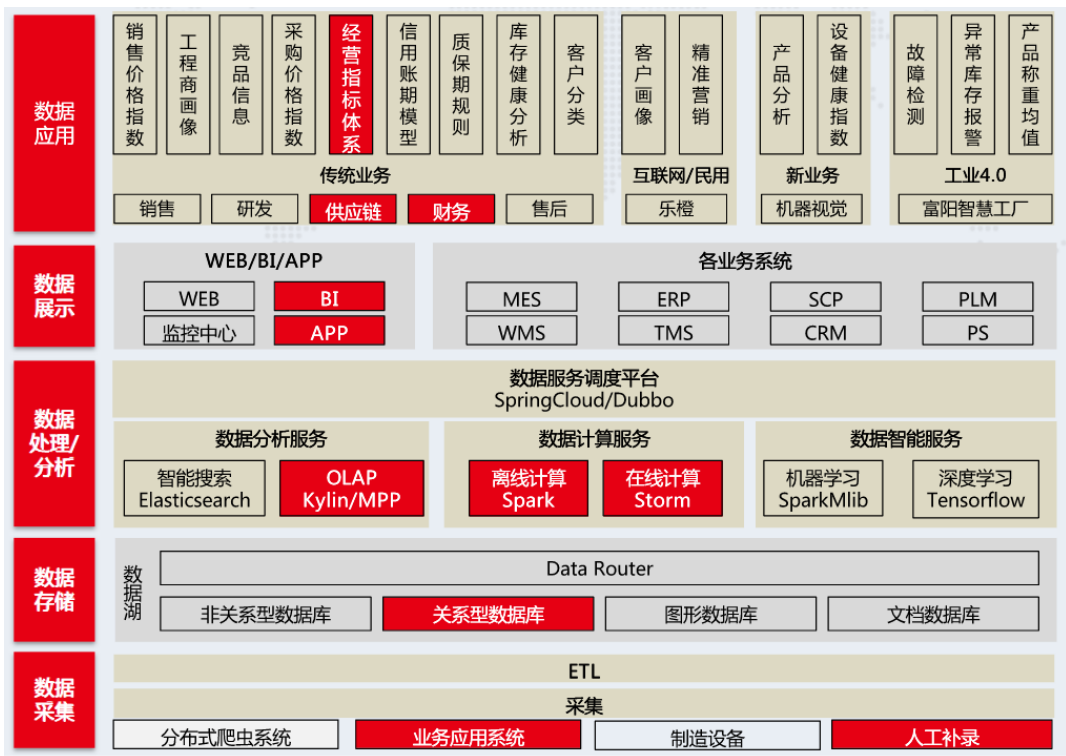 数据
应用
销售价格指数
工程商画像
竞品信息
采购价格指数
经营指标体系
信用账期模型
质保期规则
库存健康分析
客户分类
客户画像
精准营销
产品分析
设备健康指数
故障检测
异常库存报警
产品称重均值
传统业务
互联网/民用
新业务
工业4.0
销售
研发
供应链
财务
售后
乐橙
机器视觉
富阳智慧工厂
数据
展示
WEB/BI/APP
各业务系统
WEB
BI
MES
ERP
SCP
PLM
监控中心
APP
WMS
TMS
CRM
PS
数据
处理/
分析
数据服务调度平台
SpringCloud/Dubbo
数据分析服务
数据计算服务
数据智能服务
智能搜索
Elasticsearch
OLAP
Kylin/MPP
离线计算
Spark
在线计算
Storm
机器学习
SparkMlib
深度学习
Tensorflow
数据
存储
数据湖
Data Router
非关系型数据库
关系型数据库
图形数据库
文档数据库
数据
采集
ETL
采集
分布式爬虫系统
业务应用系统
制造设备
人工补录